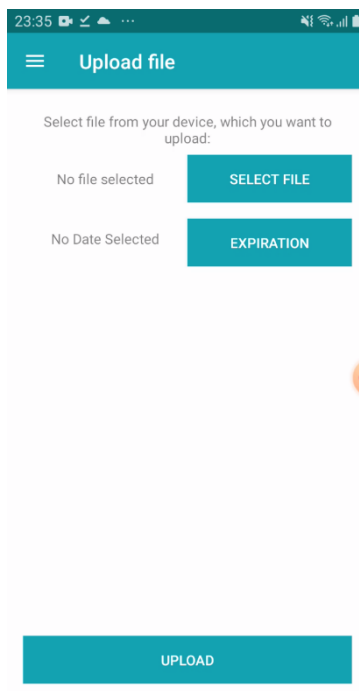 23:35
Upload file
Select file from your device, which you want to
upload:
No file selected
SELECT FILE
No Date Selected
EXPIRATION
UPLOAD